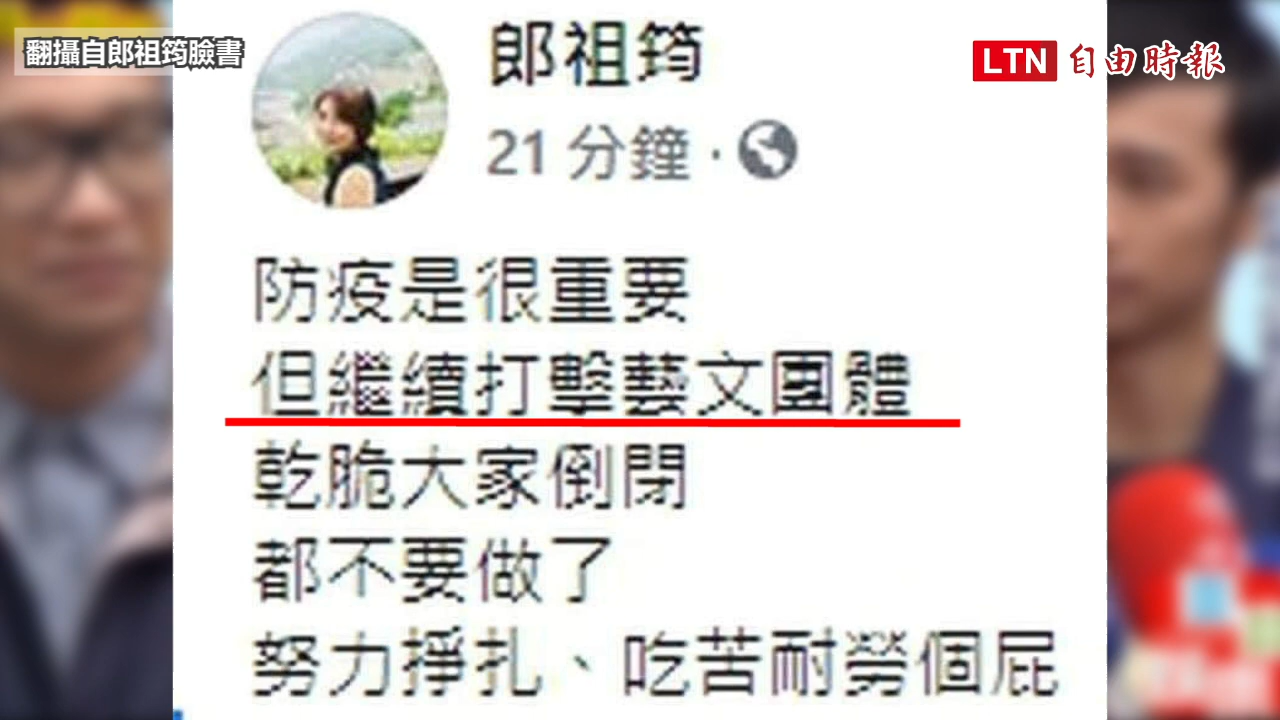 翻攝自郎祖筠臉書
LTN 自由時報
郎祖筠
21 分鐘 ·
防疫是很重要
但繼續打擊藝文團體
乾脆大家倒閉
都不要做了
努力掙扎、吃苦耐勞個屁